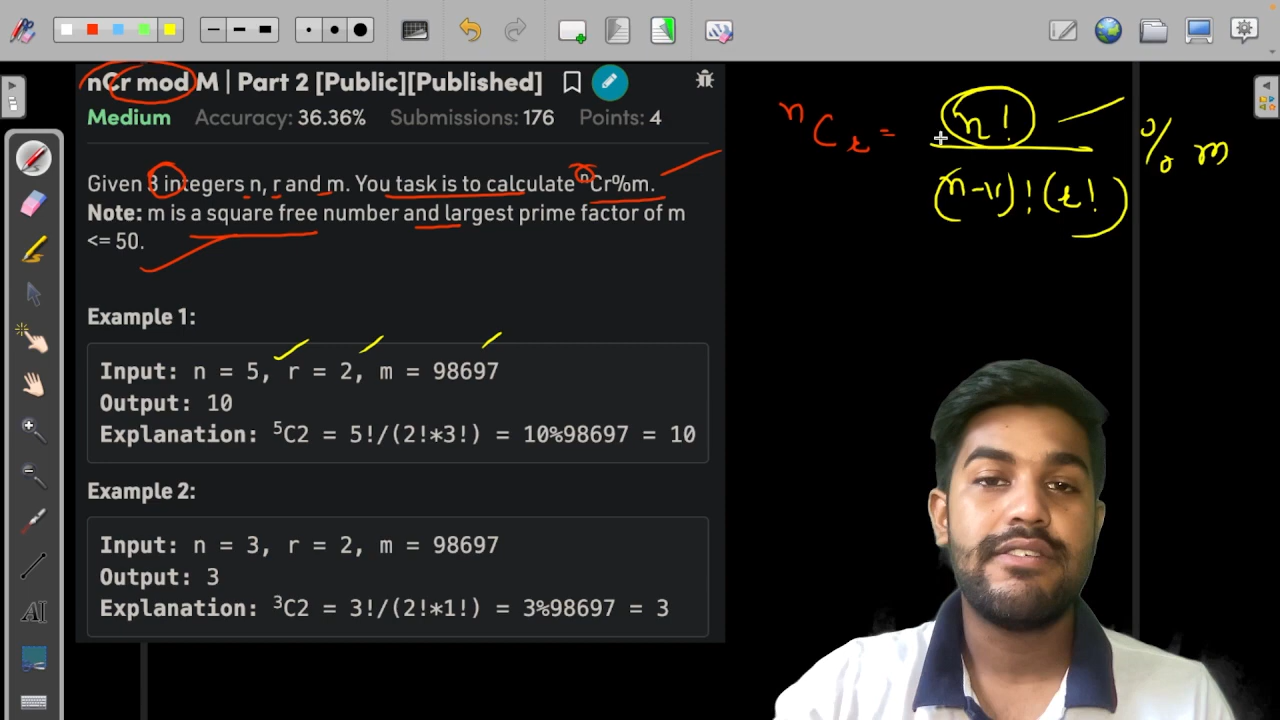 nCr mod M | Part 2 [Public][Published]
Medium Accuracy: 36.36% Submissions: 176 Points: 4
Given 3 integers n, r and m. You task is to calculate ⁿCr%m.
Note: m is a square free number and largest prime factor of m
<= 50.
Example 1:
Input: n = 5, r = 2, m = 98697
Output: 10
Explanation: ⁵C2 = 5!/(2!*3!) = 10%98697 = 10
Example 2:
Input: n = 3, r = 2, m = 98697
Output: 3
Explanation: ³C2 = 3!/(2!*1!) = 3%98697 = 3
ⁿCr = n! % m
(n-r)! (r!)
AI